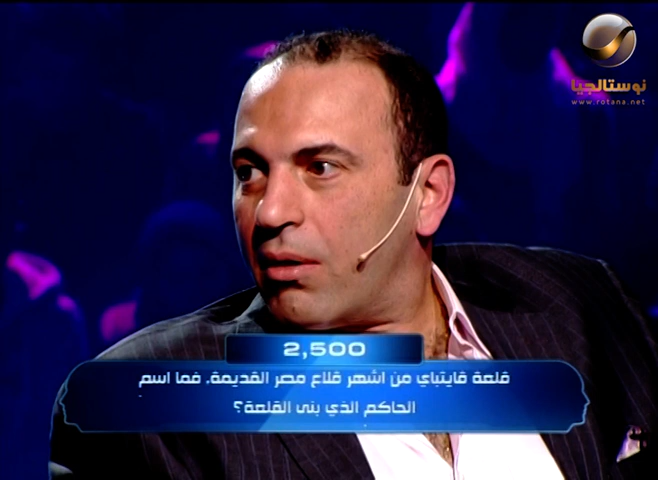 نوستالجيا
www.rotana.net
2,500
قلعة قايتباي من اشهر قلاع مصر القديمة، فما اسم
الحاكم الذي بنى القلعة؟